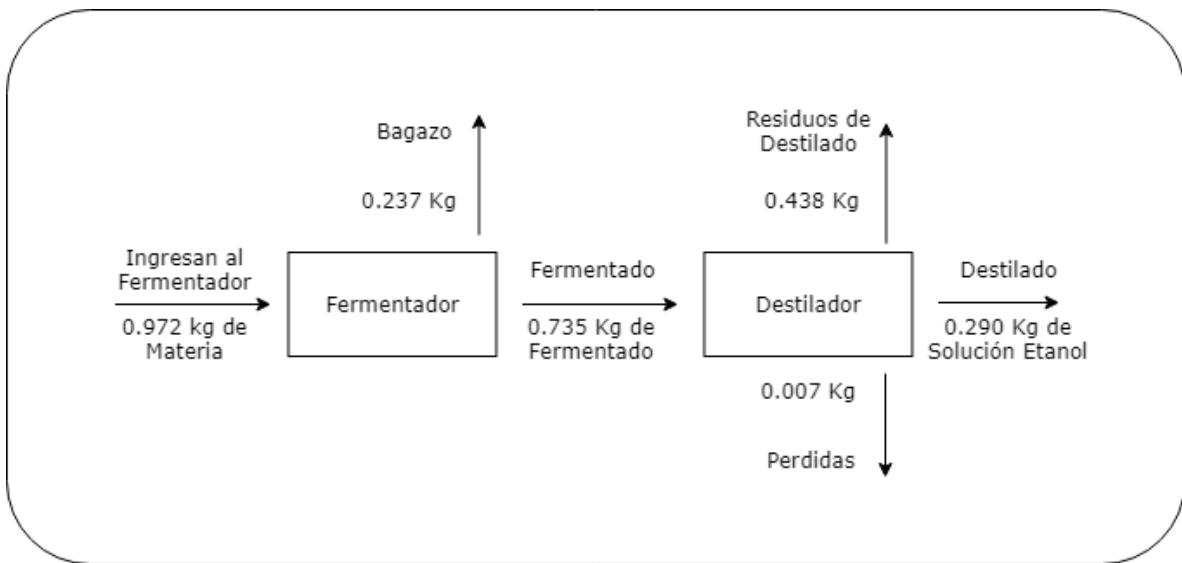 Bagazo
0.237 Kg
Residuos de
Destilado
0.438 Kg
Ingresan al
Fermentador
0.972 kg de
Materia
Fermentador
Fermentado
0.735 Kg de
Fermentado
Destilador
Destilado
0.290 Kg de
Solución Etanol
0.007 Kg
Perdidas